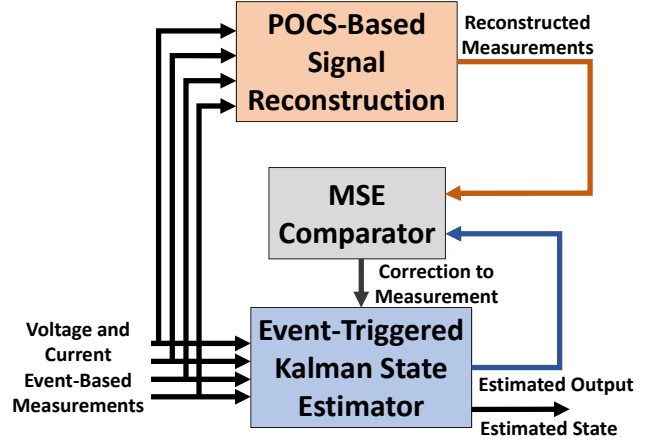 POCS-Based
Signal
Reconstruction
Reconstructed
Measurements
MSE
Comparator
Correction to
Measurement
Voltage and
Current
Event-Based
Measurements
Event-Triggered
Kalman State
Estimator
Estimated Output
Estimated State